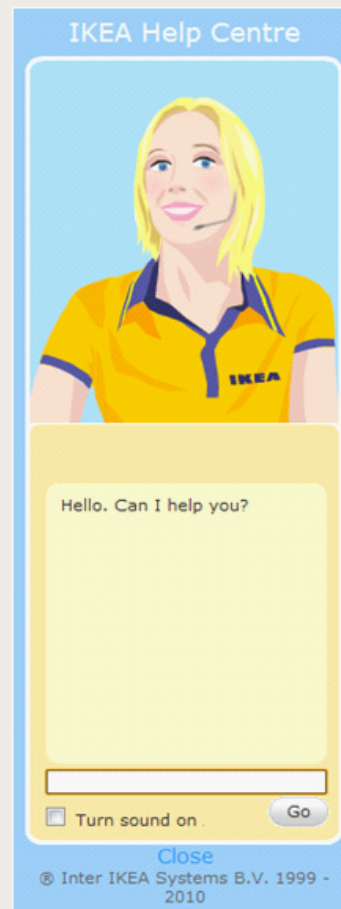 IKEA Help Centre
IKEA
Hello. Can I help you?
Turn sound on
Go
Close
® Inter IKEA Systems B.V. 1999 -
2010